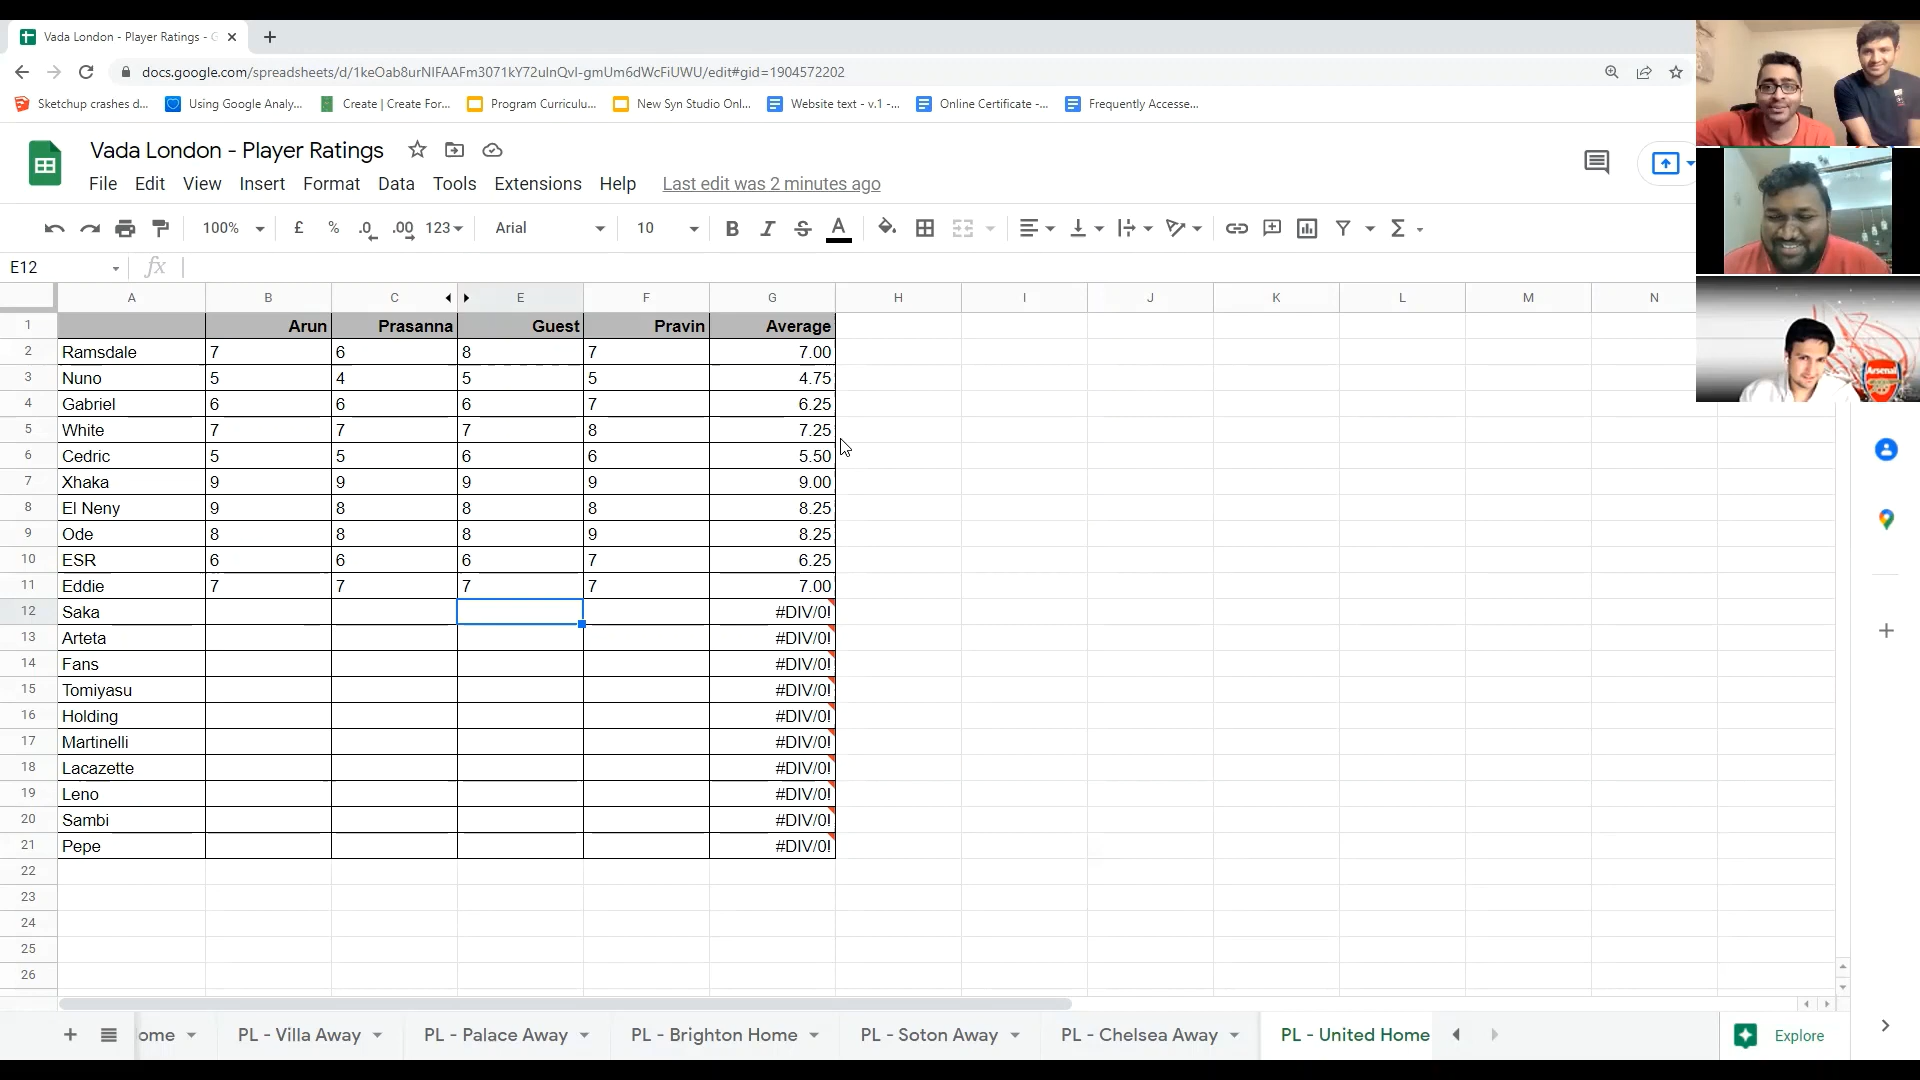 Vada London - Player Ratings - G
docs.google.com/spreadsheets/d/1keOab8urNIFAAFm3071kY72ulnQvI-gmUm6dWcFiUWU/edit#gid=1904572202
Sketchup crashes d... Using Google Analy... Create | Create For... Program Curriculu... New Syn Studio Onl... Website text - v.1 -... Online Certificate -... Frequently Accesse...
Vada London - Player Ratings
File Edit View Insert Format Data Tools Extensions Help Last edit was 2 minutes ago
100% £ % .0 .00 123 Arial 10 B I S A Σ
E12 fx
A B C E F G H I J K L M N
1 Arun Prasanna Guest Pravin Average
2 Ramsdale 7 6 8 7 7.00
3 Nuno 5 4 5 5 4.75
4 Gabriel 6 6 6 7 6.25
5 White 7 7 7 8 7.25
6 Cedric 5 5 6 6 5.50
7 Xhaka 9 9 9 9 9.00
8 El Neny 9 8 8 8 8.25
9 Ode 8 8 8 9 8.25
10 ESR 6 6 6 7 6.25
11 Eddie 7 7 7 7 7.00
12 Saka #DIV/0!
13 Arteta #DIV/0!
14 Fans #DIV/0!
15 Tomiyasu #DIV/0!
16 Holding #DIV/0!
17 Martinelli #DIV/0!
18 Lacazette #DIV/0!
19 Leno #DIV/0!
20 Sambi #DIV/0!
21 Pepe #DIV/0!
22
23
24
25
26
ome PL - Villa Away PL - Palace Away PL - Brighton Home PL - Soton Away PL - Chelsea Away PL - United Home Explore
Arsenal